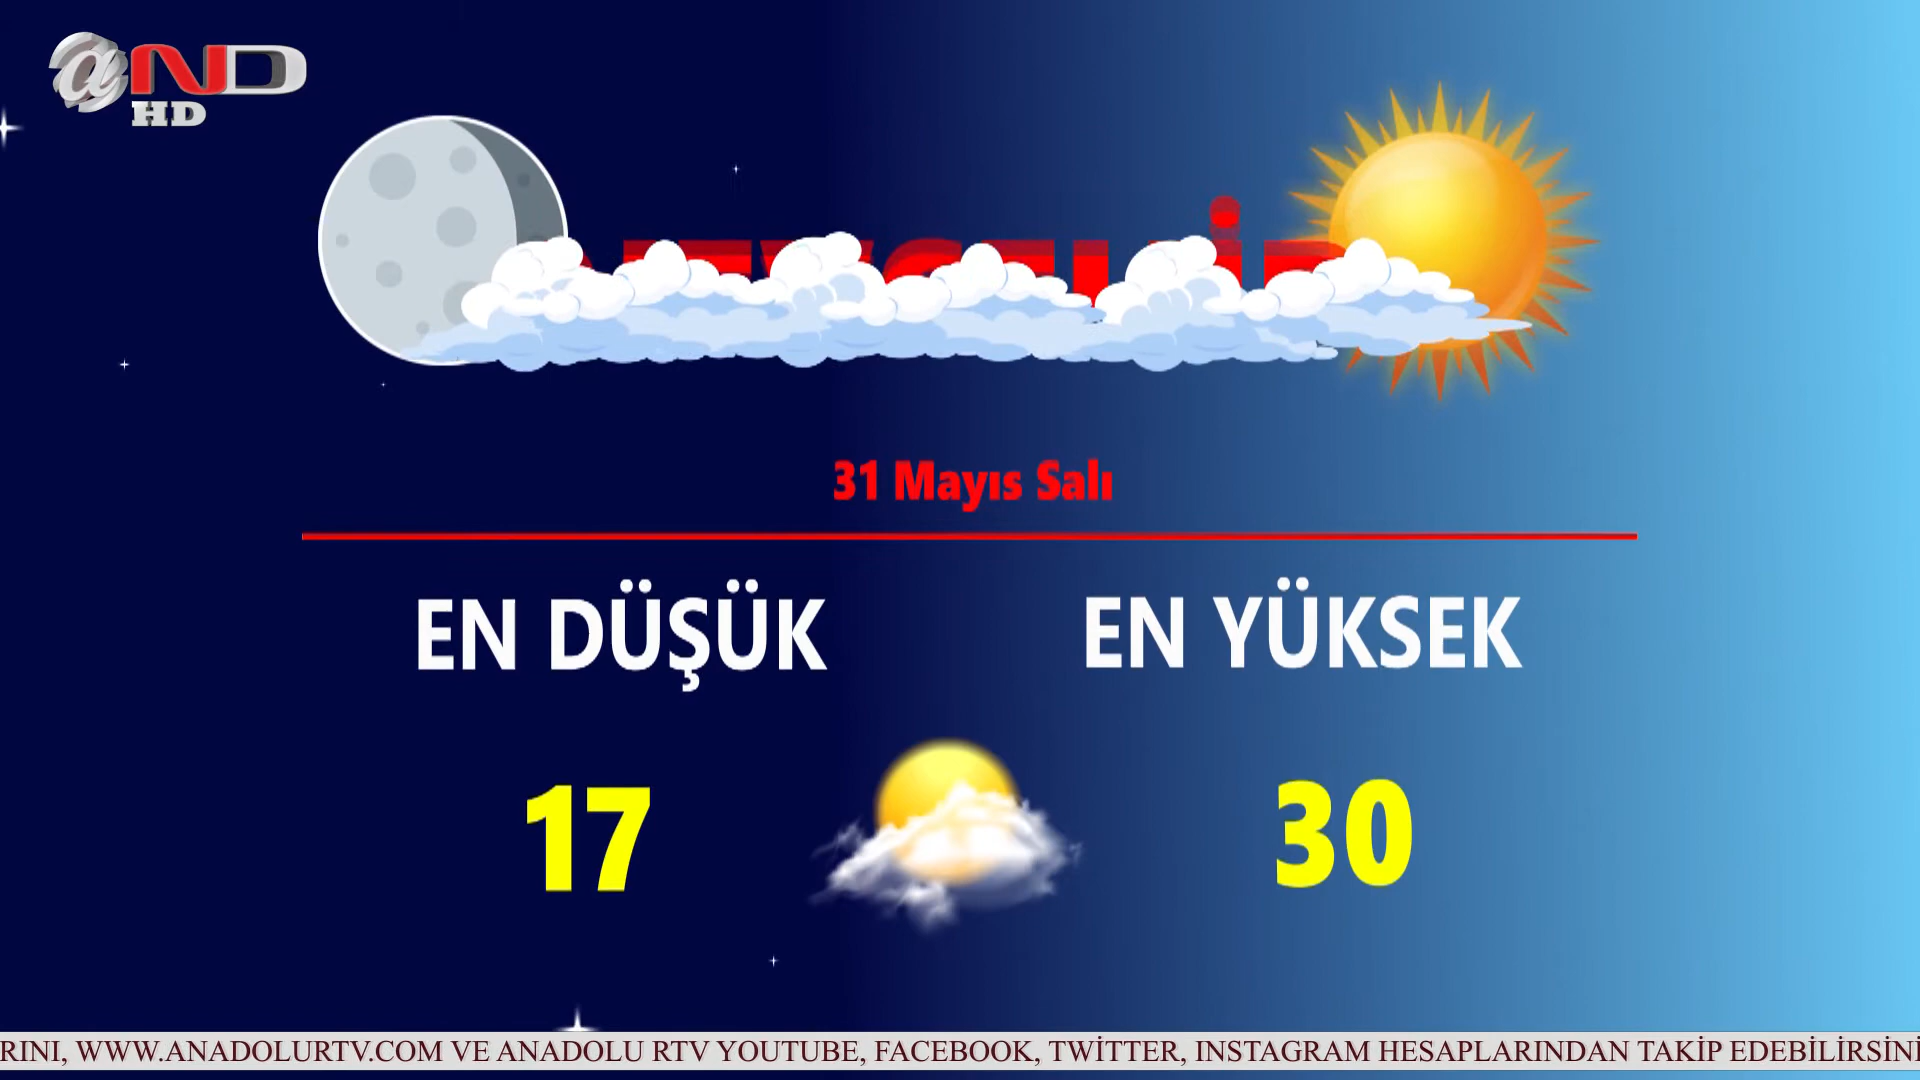 @ND
HD
31 Mayıs Salı
EN DÜŞÜK
EN YÜKSEK
17
30
RINI, WWW.ANADOLURTV.COM VE ANADOLU RTV YOUTUBE, FACEBOOK, TWİTTER, INSTAGRAM HESAPLARINDAN TAKİP EDEBİLİRSİNİ